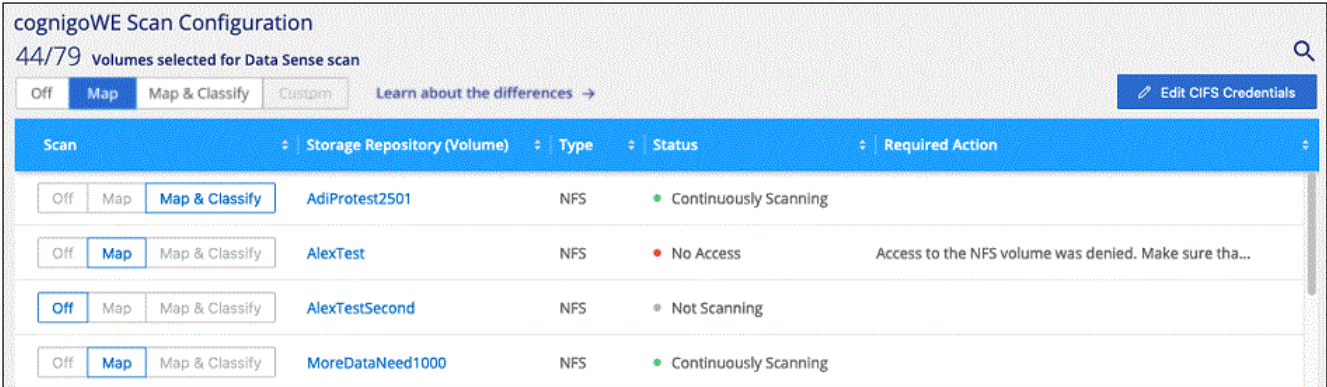 cognigoWE Scan Configuration
44/79 Volumes selected for Data Sense scan
Off Map Map & Classify Custom Learn about the differences → Edit CIFS Credentials
Scan Storage Repository (Volume) Type Status Required Action
Off Map Map & Classify AdiProtest2501 NFS Continuously Scanning
Off Map Map & Classify AlexTest NFS No Access Access to the NFS volume was denied. Make sure tha...
Off Map Map & Classify AlexTestSecond NFS Not Scanning
Off Map Map & Classify MoreDataNeed1000 NFS Continuously Scanning